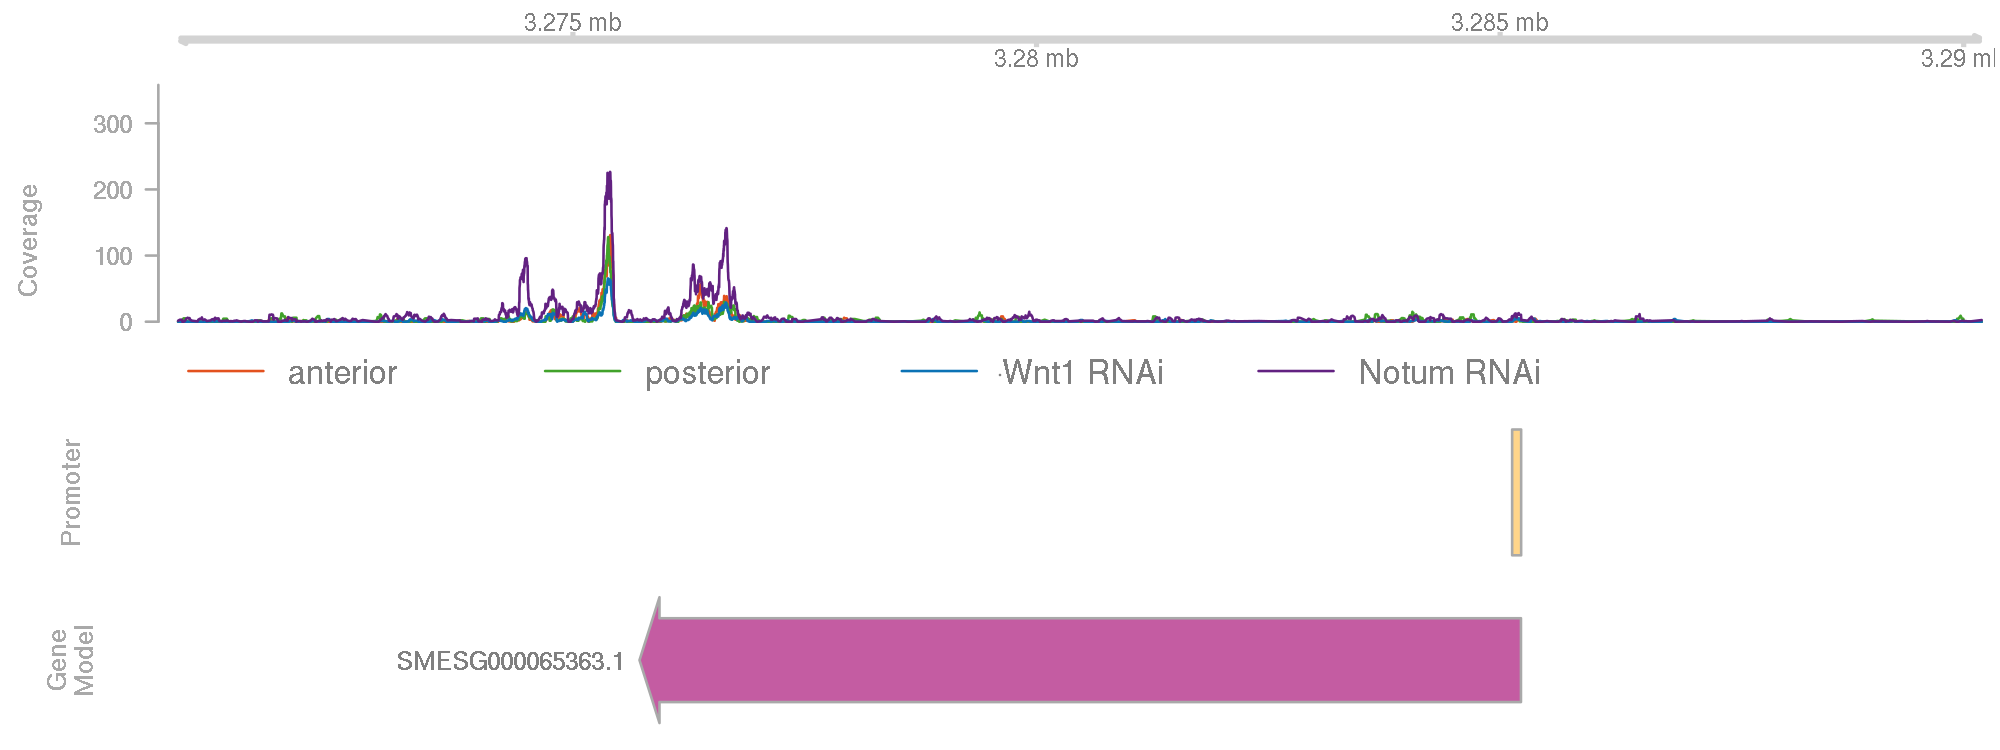 3.275 mb
3.285 mb
3.28 mb
3.29 m
Coverage
300
200
100
0
anterior
posterior
Wnt1 RNAi
Notum RNAi
Promoter
Gene
Model
SMESG000065363.1